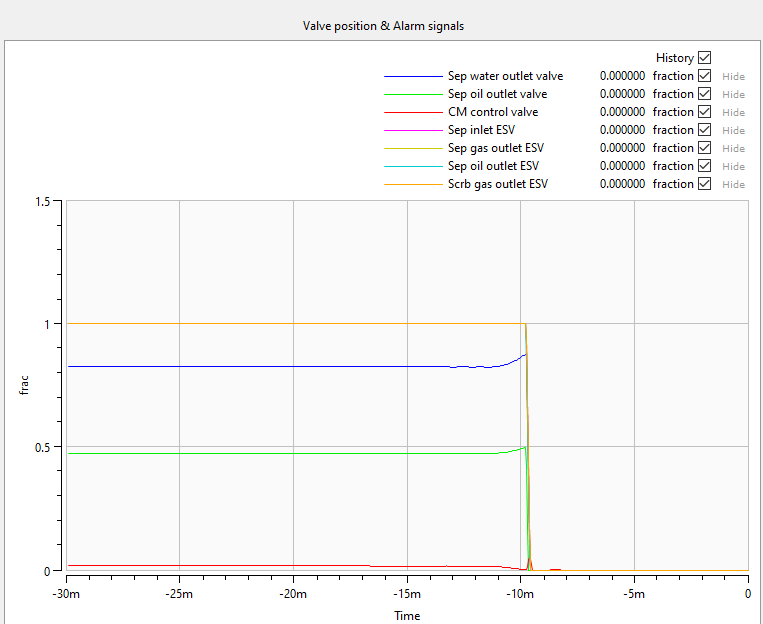 Valve position & Alarm signals
History
Sep water outlet valve 0.000000 fraction Hide
Sep oil outlet valve 0.000000 fraction Hide
CM control valve 0.000000 fraction Hide
Sep inlet ESV 0.000000 fraction Hide
Sep gas outlet ESV 0.000000 fraction Hide
Sep oil outlet ESV 0.000000 fraction Hide
Scrb gas outlet ESV 0.000000 fraction Hide
1.5
1
frac
0.5
0
-30m -25m -20m -15m -10m -5m 0
Time